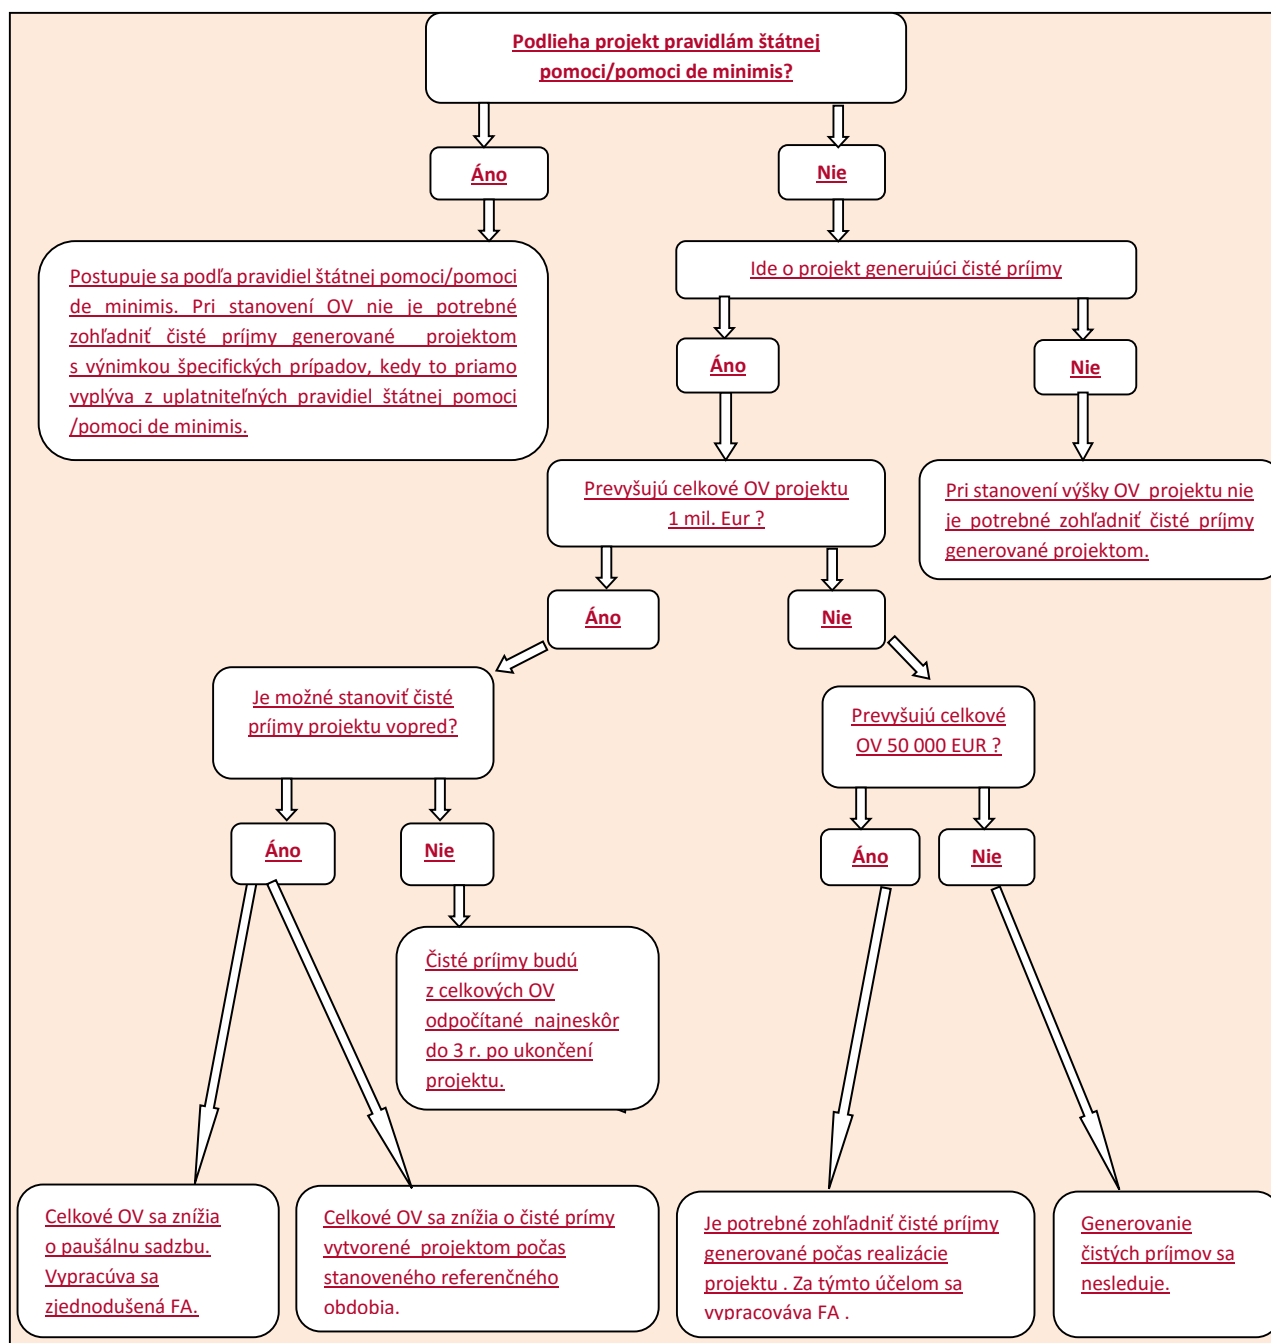 Podlieha projekt pravidlám štátnej
pomoci/pomoci de minimis?
Áno
Nie
Postupuje sa podľa pravidiel štátnej pomoci/pomoci
de minimis. Pri stanovení OV nie je potrebné
zohľadniť čisté príjmy generované projektom
s výnimkou špecifických prípadov, kedy to priamo
vyplýva z uplatniteľných pravidiel štátnej pomoci
/pomoci de minimis.
Ide o projekt generujúci čisté príjmy
Áno
Nie
Prevyšujú celkové OV projektu
1 mil. Eur ?
Pri stanovení výšky OV projektu nie
je potrebné zohľadniť čisté príjmy
generované projektom.
Áno
Nie
Je možné stanoviť čisté
príjmy projektu vopred?
Prevyšujú celkové
OV 50 000 EUR ?
Áno
Nie
Áno
Nie
Čisté príjmy budú
z celkových OV
odpočítané najneskôr
do 3 r. po ukončení
projektu.
Celkové OV sa znížia
o paušálnu sadzbu.
Vypracúva sa
zjednodušená FA.
Celkové OV sa znížia o čisté prímy
vytvorené projektom počas
stanoveného referenčného
obdobia.
Je potrebné zohľadniť čisté príjmy
generované počas realizácie
projektu . Za týmto účelom sa
vypracováva FA .
Generovanie
čistých príjmov sa
nesleduje.